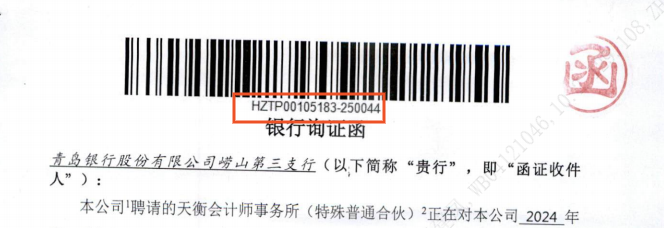 函
HZTP00105183-250044
银行询证函
青岛银行股份有限公司崂山第三支行（以下简称“贵行”，即“函证收件
人”）：
本公司¹聘请的天衡会计师事务所（特殊普通合伙）²正在对本公司 2024 年